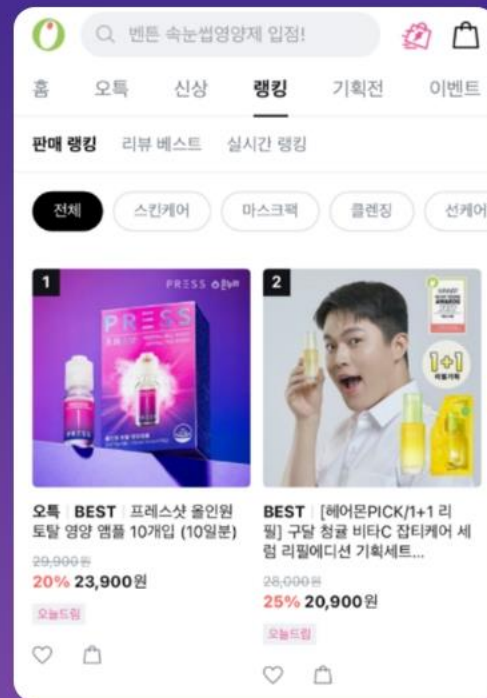 벤튼 속눈썹영양제 입점!
홈 오특 신상 랭킹 기획전 이벤트
판매 랭킹 리뷰 베스트 실시간 랭킹
전체 스킨케어 마스크팩 클렌징 선케어
1
PRESS
PRESS
PRESS
2
1+1
리필기획
오특 | BEST | 프레스샷 올인원
토탈 영양 앰플 10개입 (10일분)
29,900원
20% 23,900원
오늘드림
BEST | [헤어몬PICK/1+1 리
필] 구달 청귤 비타C 잡티케어 세
럼 리필에디션 기획세트...
28,000원
25% 20,900원
오늘드림